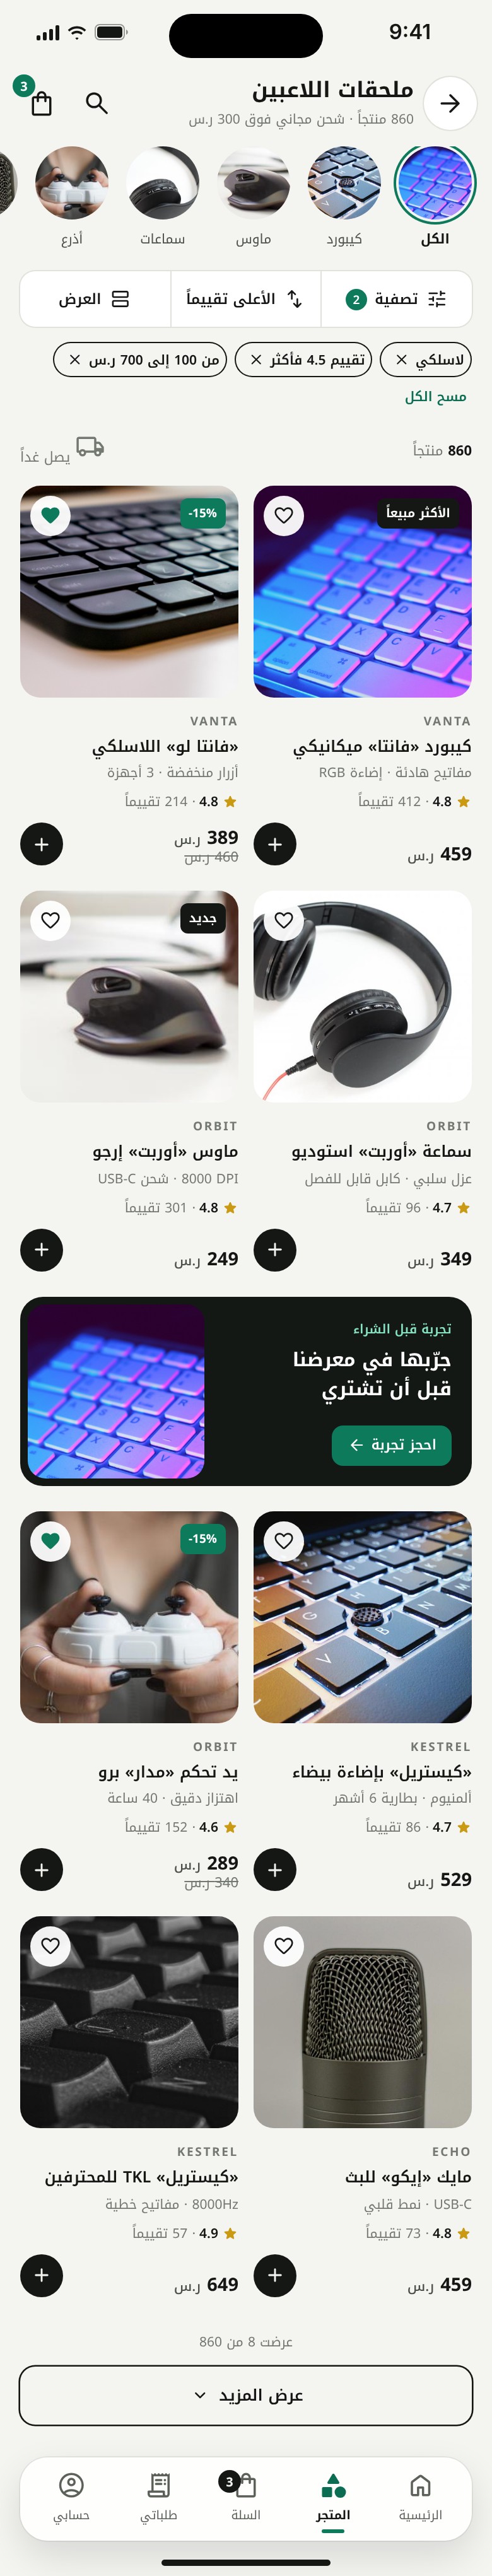 9:41
ملحقات اللاعبين
860 منتجاً · شحن مجاني فوق 300 ر.س
3
الكل
كيبورد
ماوس
سماعات
أذرع
تصفية 2
الأعلى تقييماً
العرض
لاسلكي
تقييم 4.5 فأكثر
من 100 إلى 700 ر.س
مسح الكل
860 منتجاً
يصل غداً
الأكثر مبيعاً
VANTA
كيبورد «فانتا» ميكانيكي
مفاتيح هادئة · إضاءة RGB
4.8 · 412 تقييماً
459 ر.س
-15%
VANTA
«فانتا لو» اللاسلكي
أزرار منخفضة · 3 أجهزة
4.8 · 214 تقييماً
389 ر.س
460 ر.س
ORBIT
سماعة «أوربت» استوديو
عزل سلبي · كابل قابل للفصل
4.7 · 96 تقييماً
349 ر.س
جديد
ORBIT
ماوس «أوربت» إرجو
8000 DPI · شحن USB-C
4.8 · 301 تقييماً
249 ر.س
تجربة قبل الشراء
جرّبها في معرضنا
قبل أن تشتري
احجز تجربة
KESTREL
«كيستريل» بإضاءة بيضاء
ألمنيوم · بطارية 6 أشهر
4.7 · 86 تقييماً
529 ر.س
-15%
ORBIT
يد تحكم «مدار» برو
اهتزاز دقيق · 40 ساعة
4.6 · 152 تقييماً
289 ر.س
340 ر.س
ECHO
مايك «إيكو» للبث
USB-C · نمط قلبي
4.8 · 73 تقييماً
459 ر.س
KESTREL
«كيستريل» TKL للمحترفين
8000Hz · مفاتيح خطية
4.9 · 57 تقييماً
649 ر.س
عرضت 8 من 860
عرض المزيد
الرئيسية
المتجر
السلة
3
طلباتي
حسابي